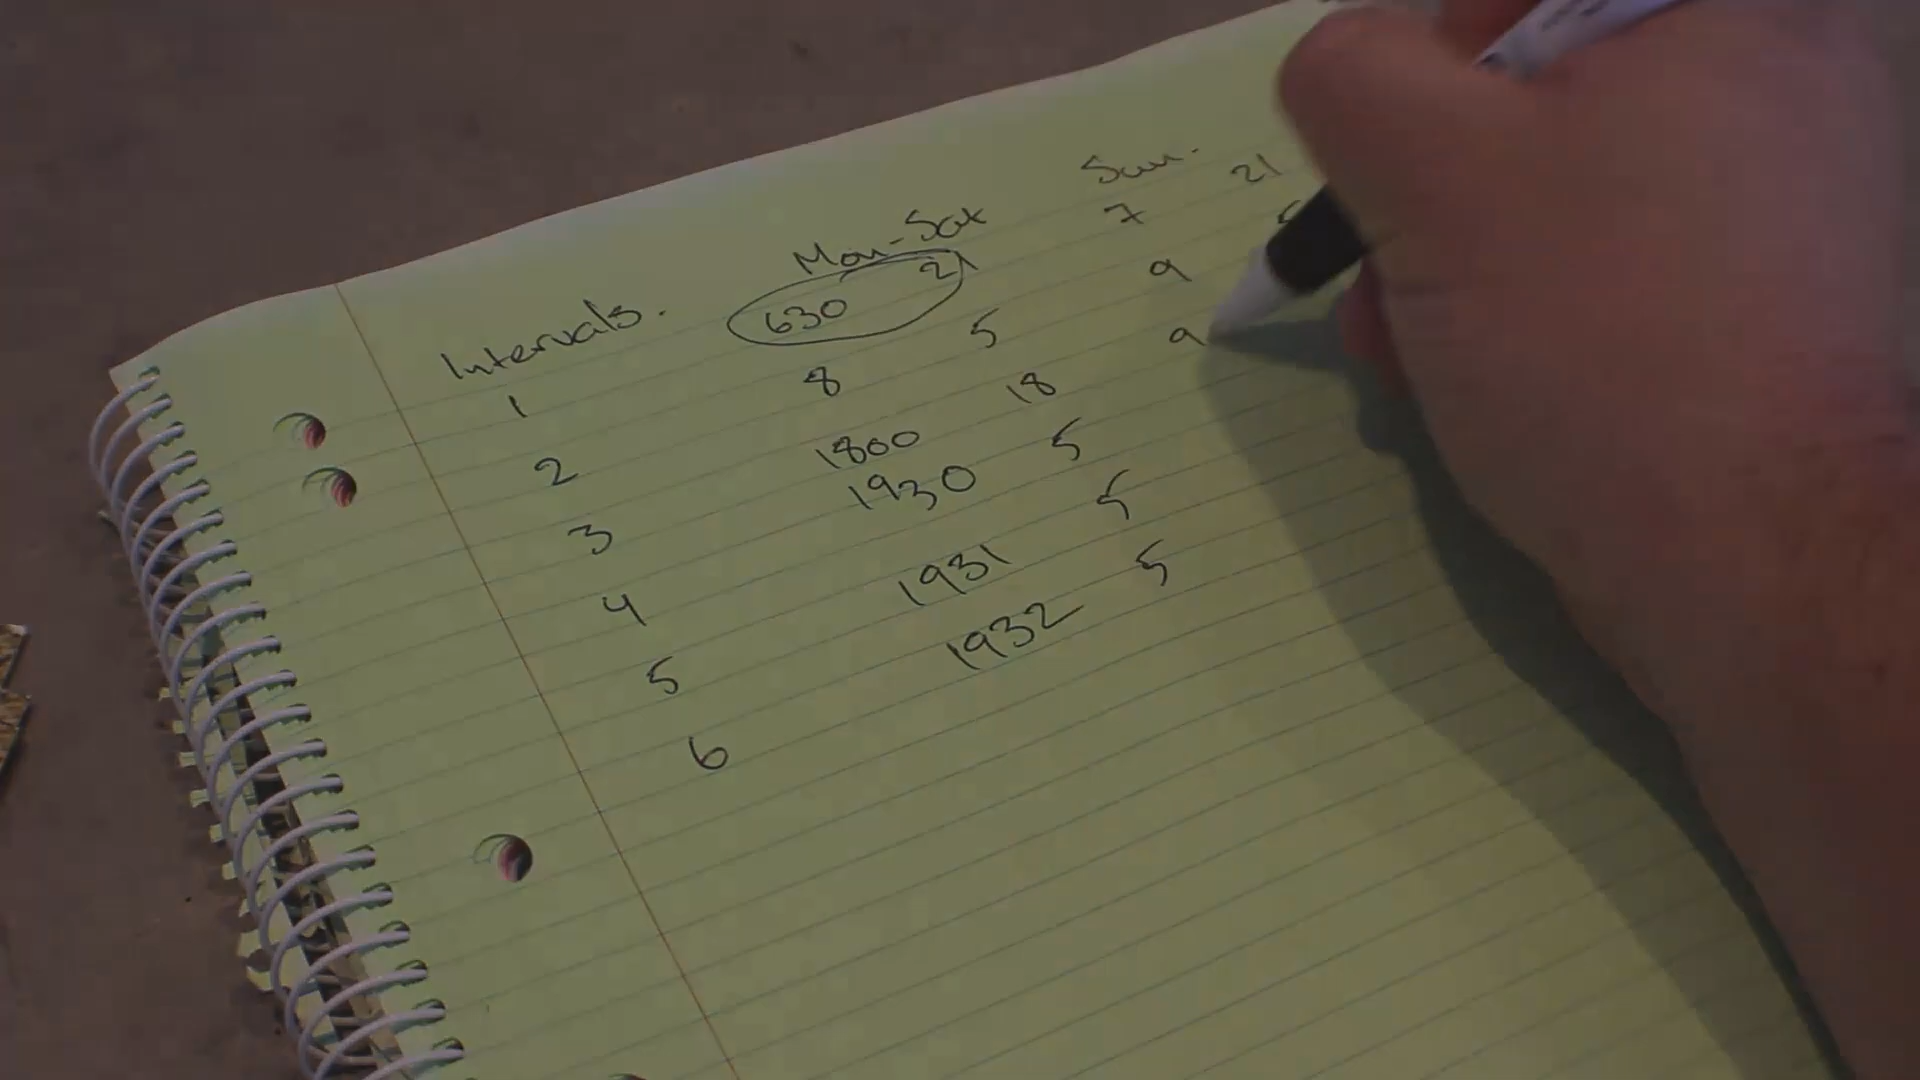 Intervals. Mon-Sat Sun.
1 630 21 7 21
2 8 5 9
3 1800 18 9
4 1930 5
5 1931 5
6 1932 5